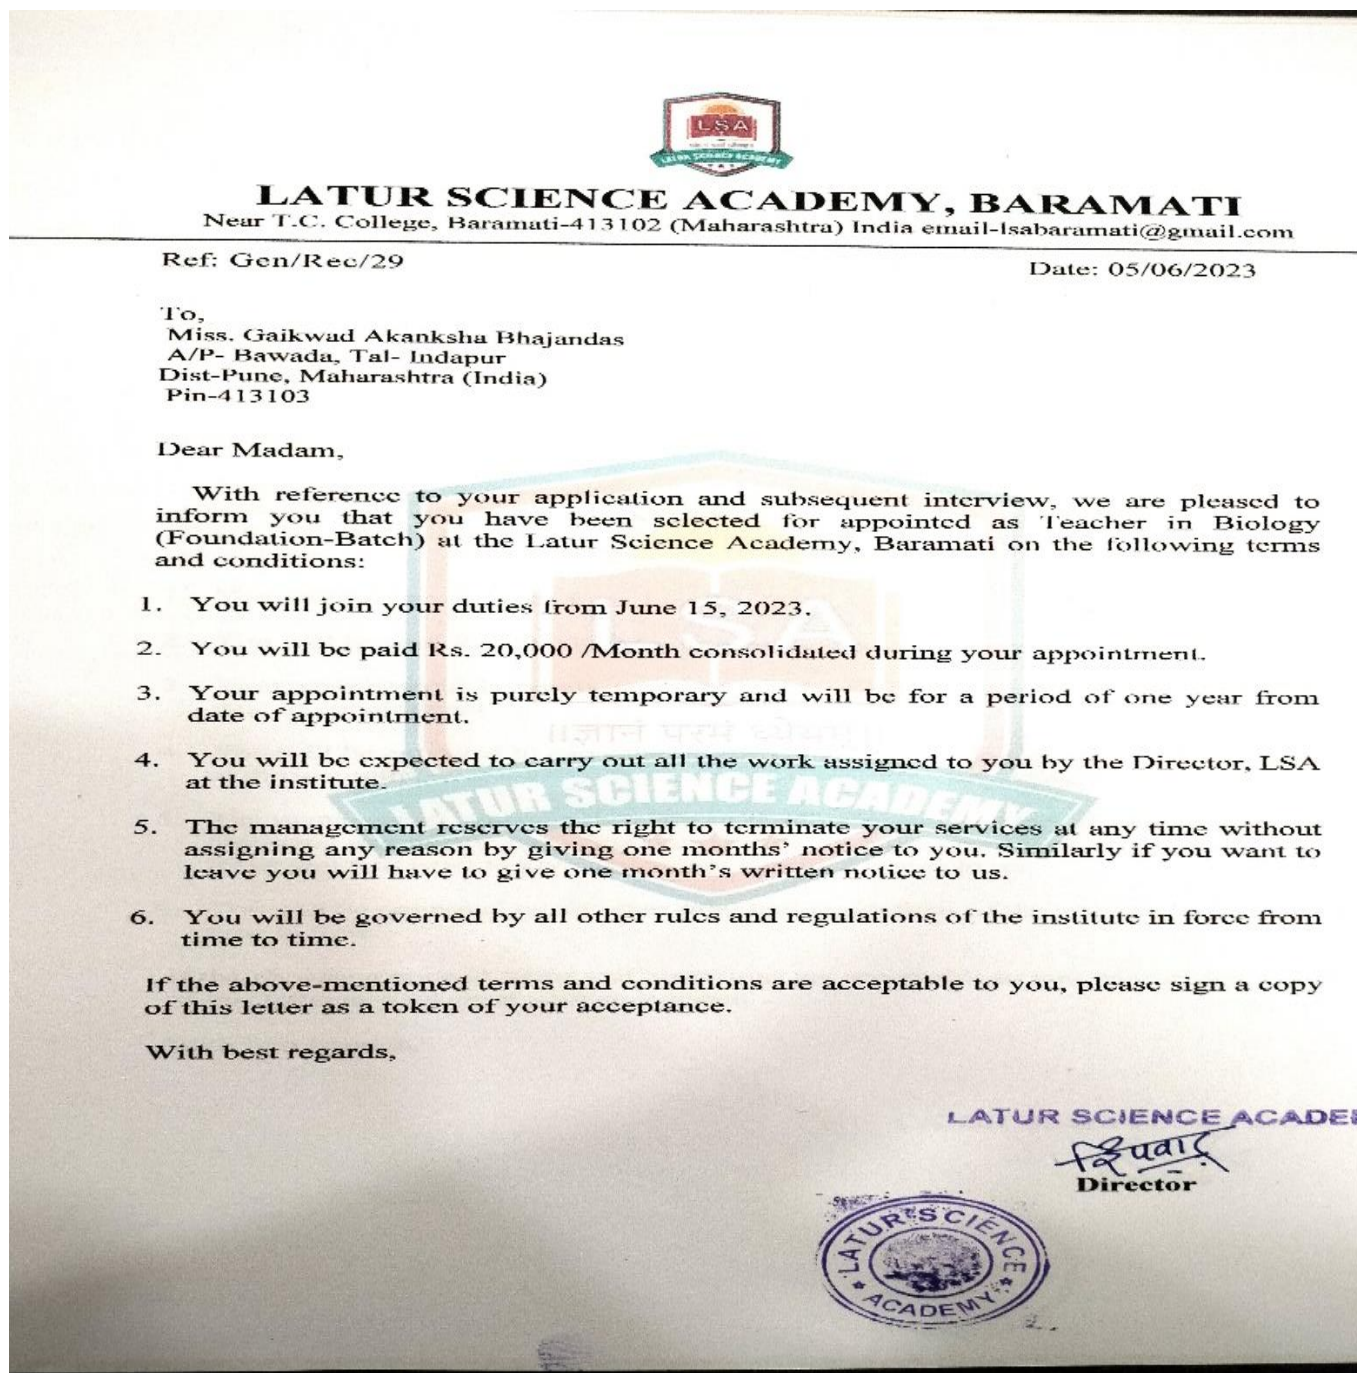 LSA
LATUR SCIENCE ACADEMY
LATUR SCIENCE ACADEMY, BARAMATI
Near T.C. College, Baramati-413102 (Maharashtra) India email-lsabaramati@gmail.com
Ref: Gen/Rec/29
Date: 05/06/2023
To,
Miss. Gaikwad Akanksha Bhajandas
A/P- Bawada, Tal- Indapur
Dist-Pune, Maharashtra (India)
Pin-413103
Dear Madam,
With reference to your application and subsequent interview, we are pleased to
inform you that you have been selected for appointed as Teacher in Biology
(Foundation-Batch) at the Latur Science Academy, Baramati on the following terms
and conditions:
1. You will join your duties from June 15, 2023.
2. You will be paid Rs. 20,000 /Month consolidated during your appointment.
3. Your appointment is purely temporary and will be for a period of one year from
date of appointment.
4. You will be expected to carry out all the work assigned to you by the Director, LSA
at the institute.
5. The management reserves the right to terminate your services at any time without
assigning any reason by giving one months' notice to you. Similarly if you want to
leave you will have to give one month's written notice to us.
6. You will be governed by all other rules and regulations of the institute in force from
time to time.
If the above-mentioned terms and conditions are acceptable to you, please sign a copy
of this letter as a token of your acceptance.
With best regards,
LSA
॥ज्ञानं परमं ध्येयम्॥
LATUR SCIENCE ACADEMY
LATUR SCIENCE ACADE
Director
LATUR SCIENCE
ACADEMY